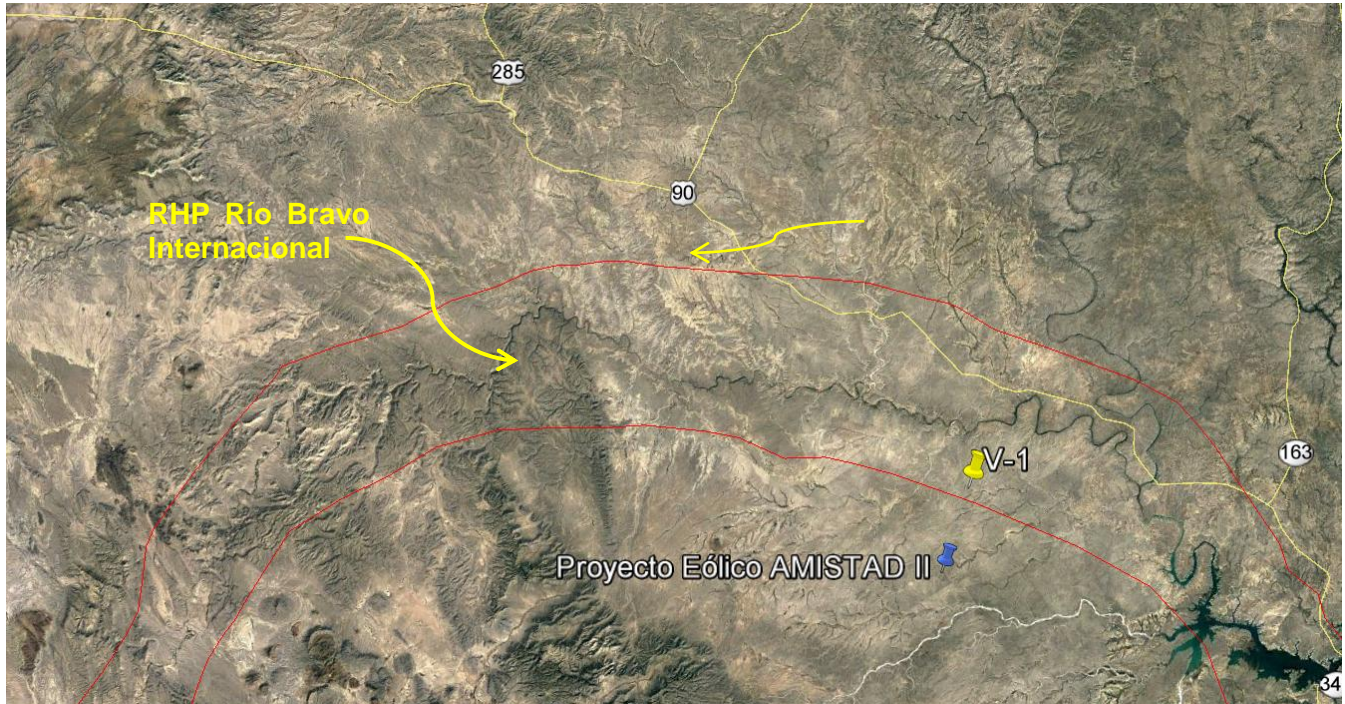 285
90
RHP Río Bravo
Internacional
V-1
163
Proyecto Eólico AMISTAD II
34